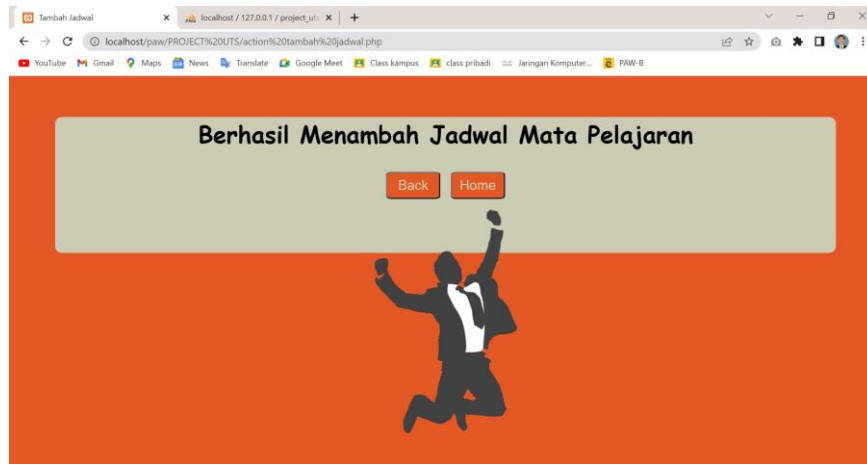 Tambah Jadwal
localhost / 127.0.0.1 / project_ut
localhost/paw/PROJECT%20UTS/action%20tambah%20jadwal.php
YouTube Gmail Maps News Translate Google Meet Class kampus class pribadi Jaringan Komputer... PAW-B
Berhasil Menambah Jadwal Mata Pelajaran
Back Home